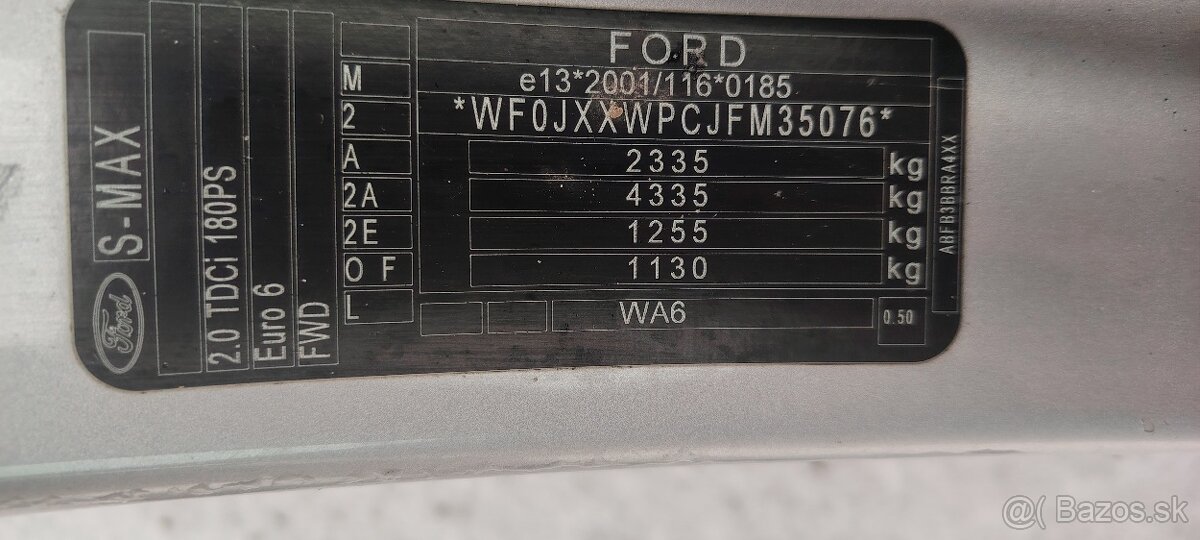 FORD
e13*2001/116*0185
*WF0JXXWPCJFM35076*
2335 kg
4335 kg
1255 kg
1130 kg
WA6
0.50
M
2
A
2A
2E
O F
L
S-MAX
Ford
2.0 TDCi 180PS
Euro 6
FWD
ABFB3BBRA4XX
@( Bazos.sk